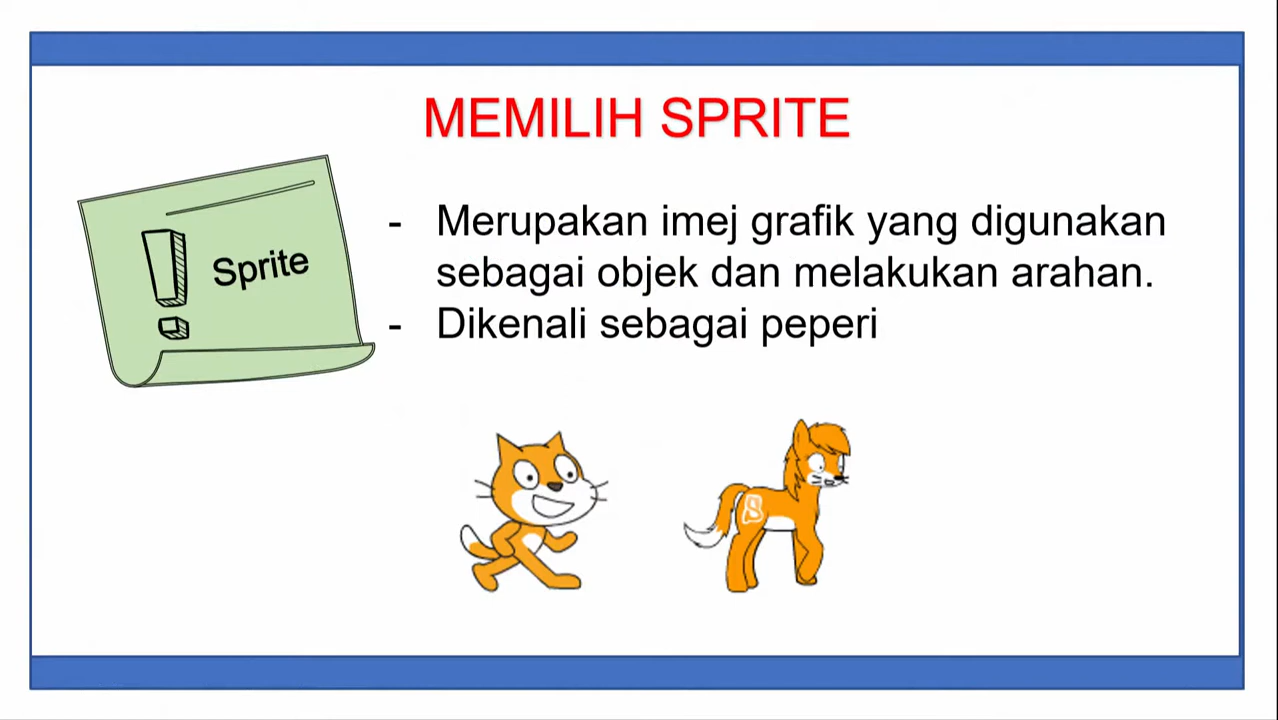 MEMILIH SPRITE
Sprite
- Merupakan imej grafik yang digunakan
sebagai objek dan melakukan arahan.
- Dikenali sebagai peperi